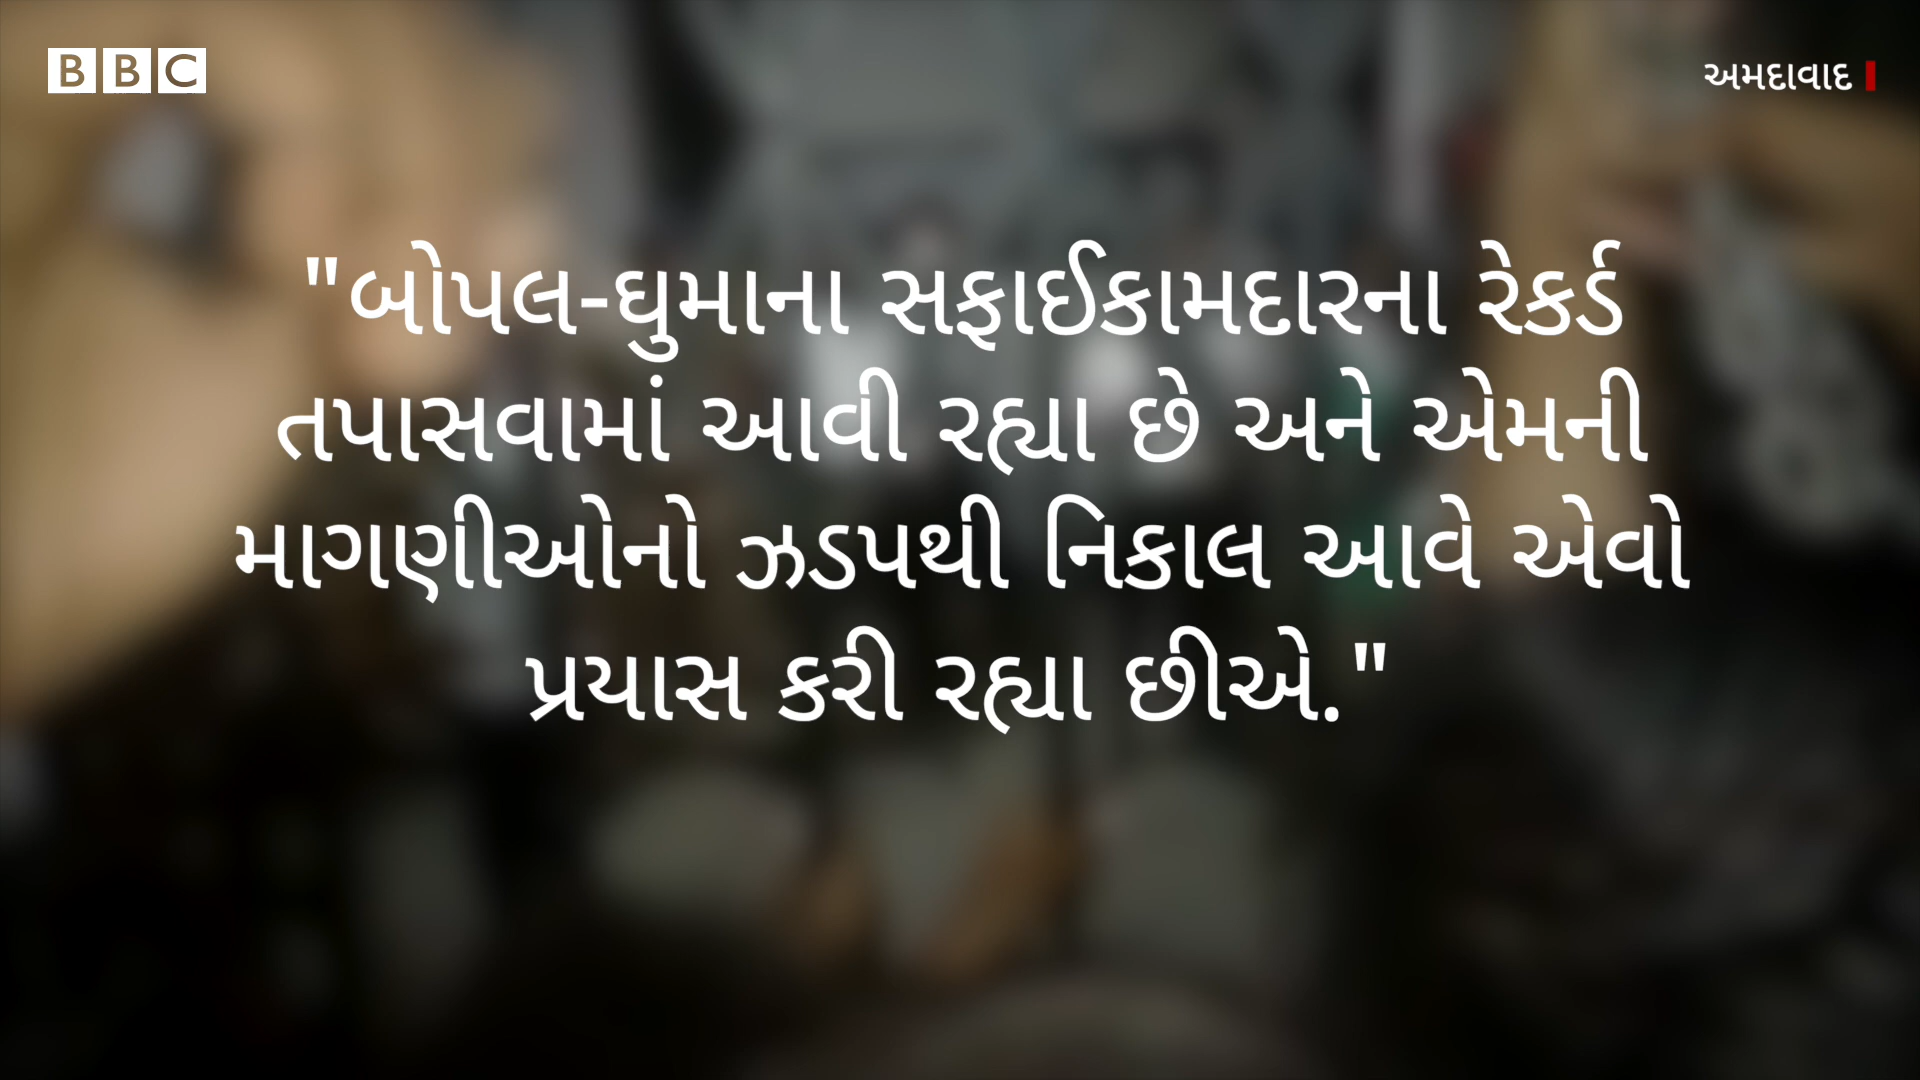 BBC
અમદાવાદ
"બોપલ-ઘુમાના સફાઈકામદારના રેકર્ડ
તપાસવામાં આવી રહ્યા છે અને એમની
માગણીઓનો ઝડપથી નિકાલ આવે એવો
પ્રયાસ કરી રહ્યા છીએ."